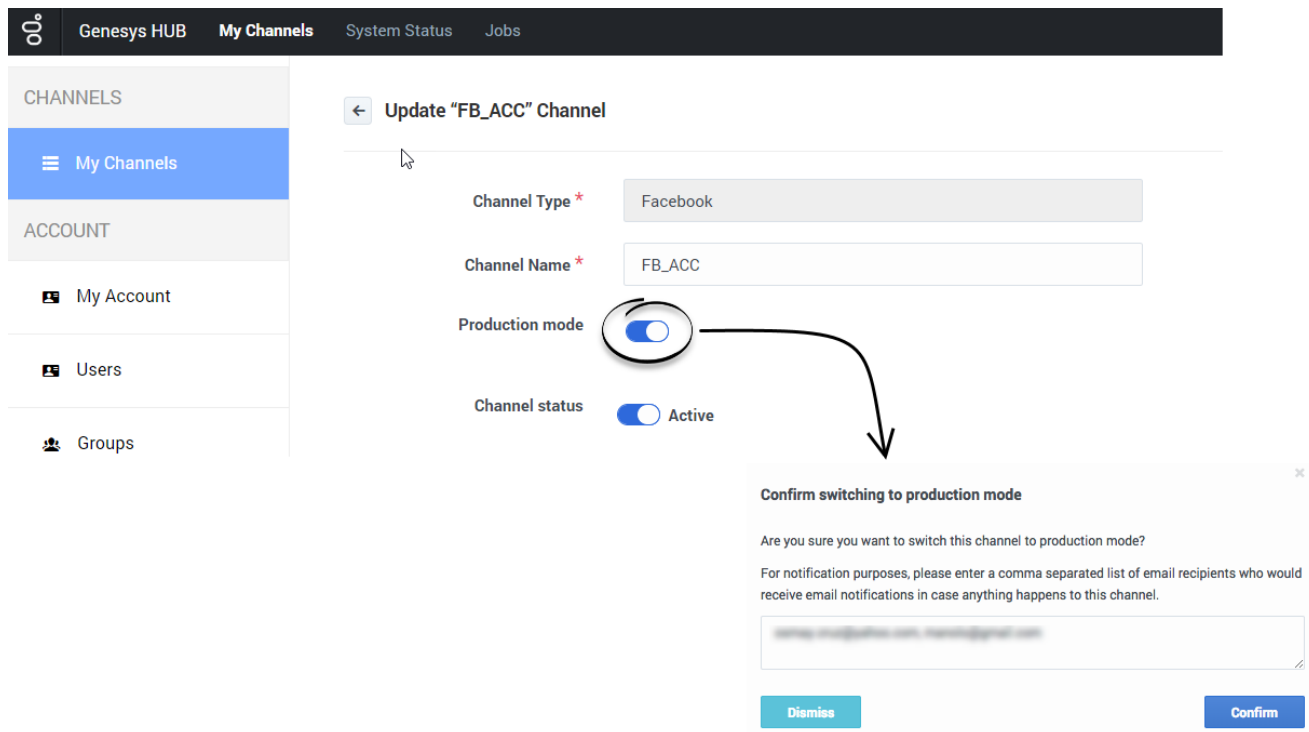 Genesys HUB My Channels System Status Jobs
CHANNELS
My Channels
ACCOUNT
My Account
Users
Groups
Update “FB_ACC” Channel
Channel Type *
Facebook
Channel Name *
FB_ACC
Production mode
Channel status
Active
Confirm switching to production mode
Are you sure you want to switch this channel to production mode?
For notification purposes, please enter a comma separated list of email recipients who would
receive email notifications in case anything happens to this channel.
Dismiss
Confirm